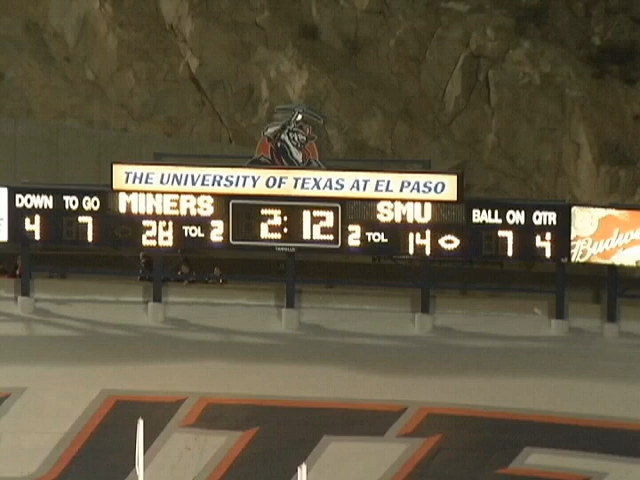 THE UNIVERSITY OF TEXAS AT EL PASO
DOWN TO GO MINERS SMU BALL ON QTR
4 7 28 TOL 2 2:12 2 TOL 14 7 4
UTE